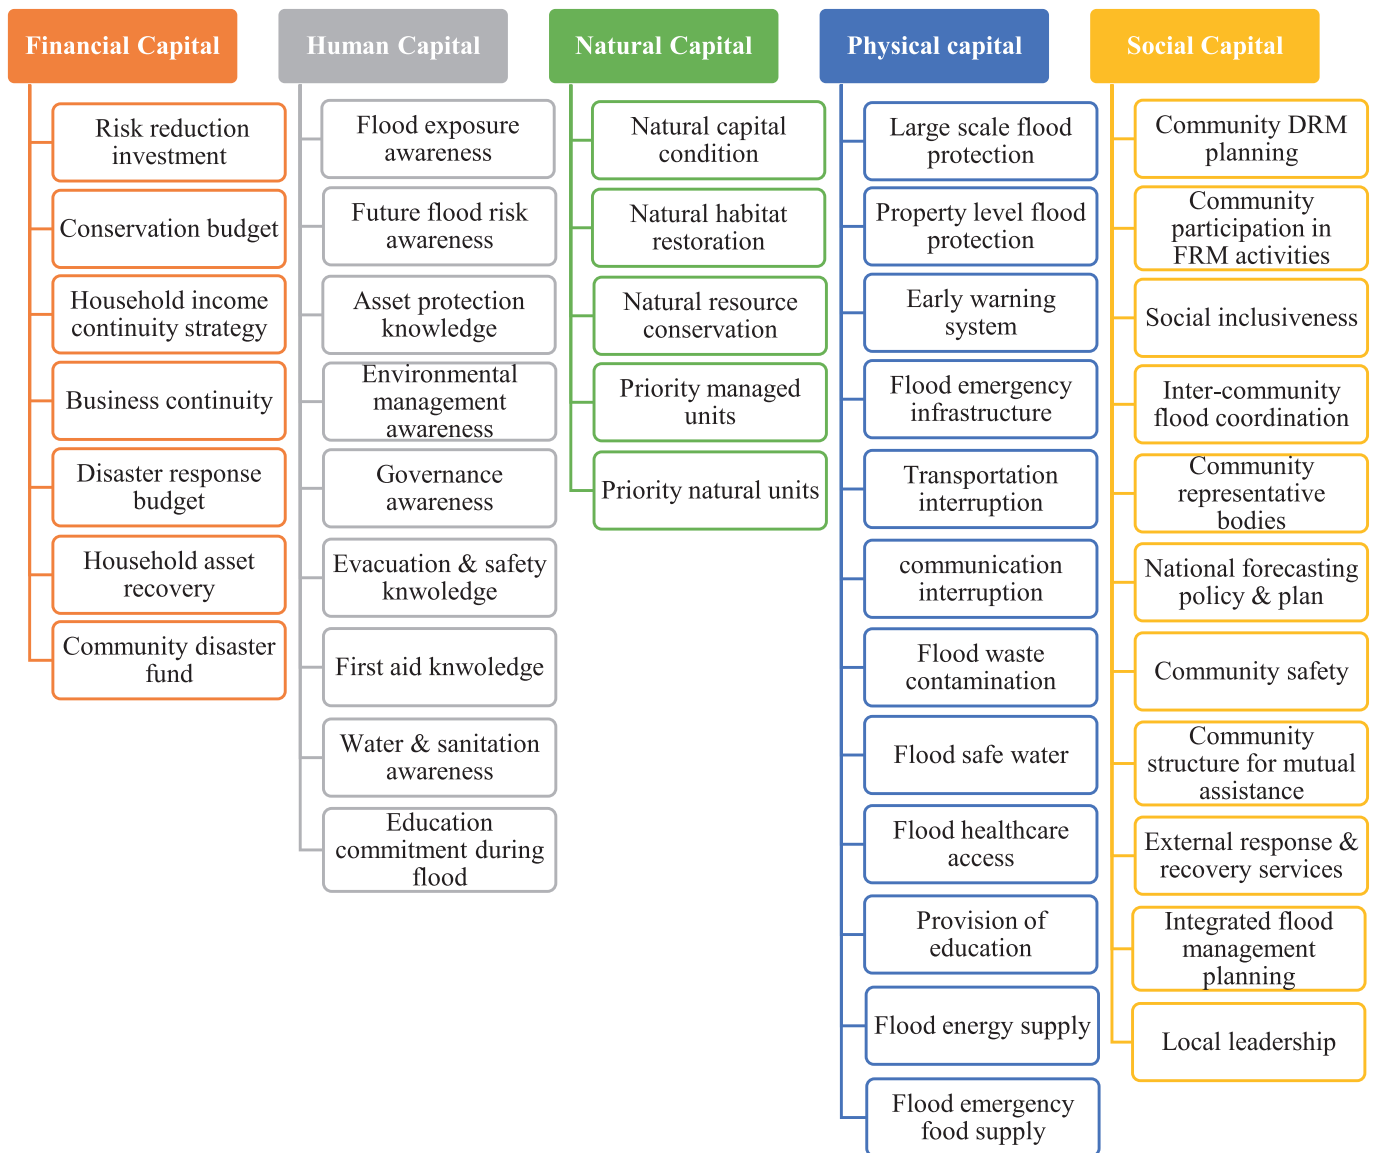 Financial Capital
Risk reduction
investment
Conservation budget
Household income
continuity strategy
Business continuity
Disaster response
budget
Household asset
recovery
Community disaster
fund
Human Capital
Flood exposure
awareness
Future flood risk
awareness
Asset protection
knowledge
Environmental
management
awareness
Governance
awareness
Evacuation & safety
knwoledge
First aid knwoledge
Water & sanitation
awareness
Education
commitment during
flood
Natural Capital
Natural capital
condition
Natural habitat
restoration
Natural resource
conservation
Priority managed
units
Priority natural units
Physical capital
Large scale flood
protection
Property level flood
protection
Early warning
system
Flood emergency
infrastructure
Transportation
interruption
communication
interruption
Flood waste
contamination
Flood safe water
Flood healthcare
access
Provision of
education
Flood energy supply
Flood emergency
food supply
Social Capital
Community DRM
planning
Community
participation in
FRM activities
Social inclusiveness
Inter-community
flood coordination
Community
representative
bodies
National forecasting
policy & plan
Community safety
Community
structure for mutual
assistance
External response &
recovery services
Integrated flood
management
planning
Local leadership